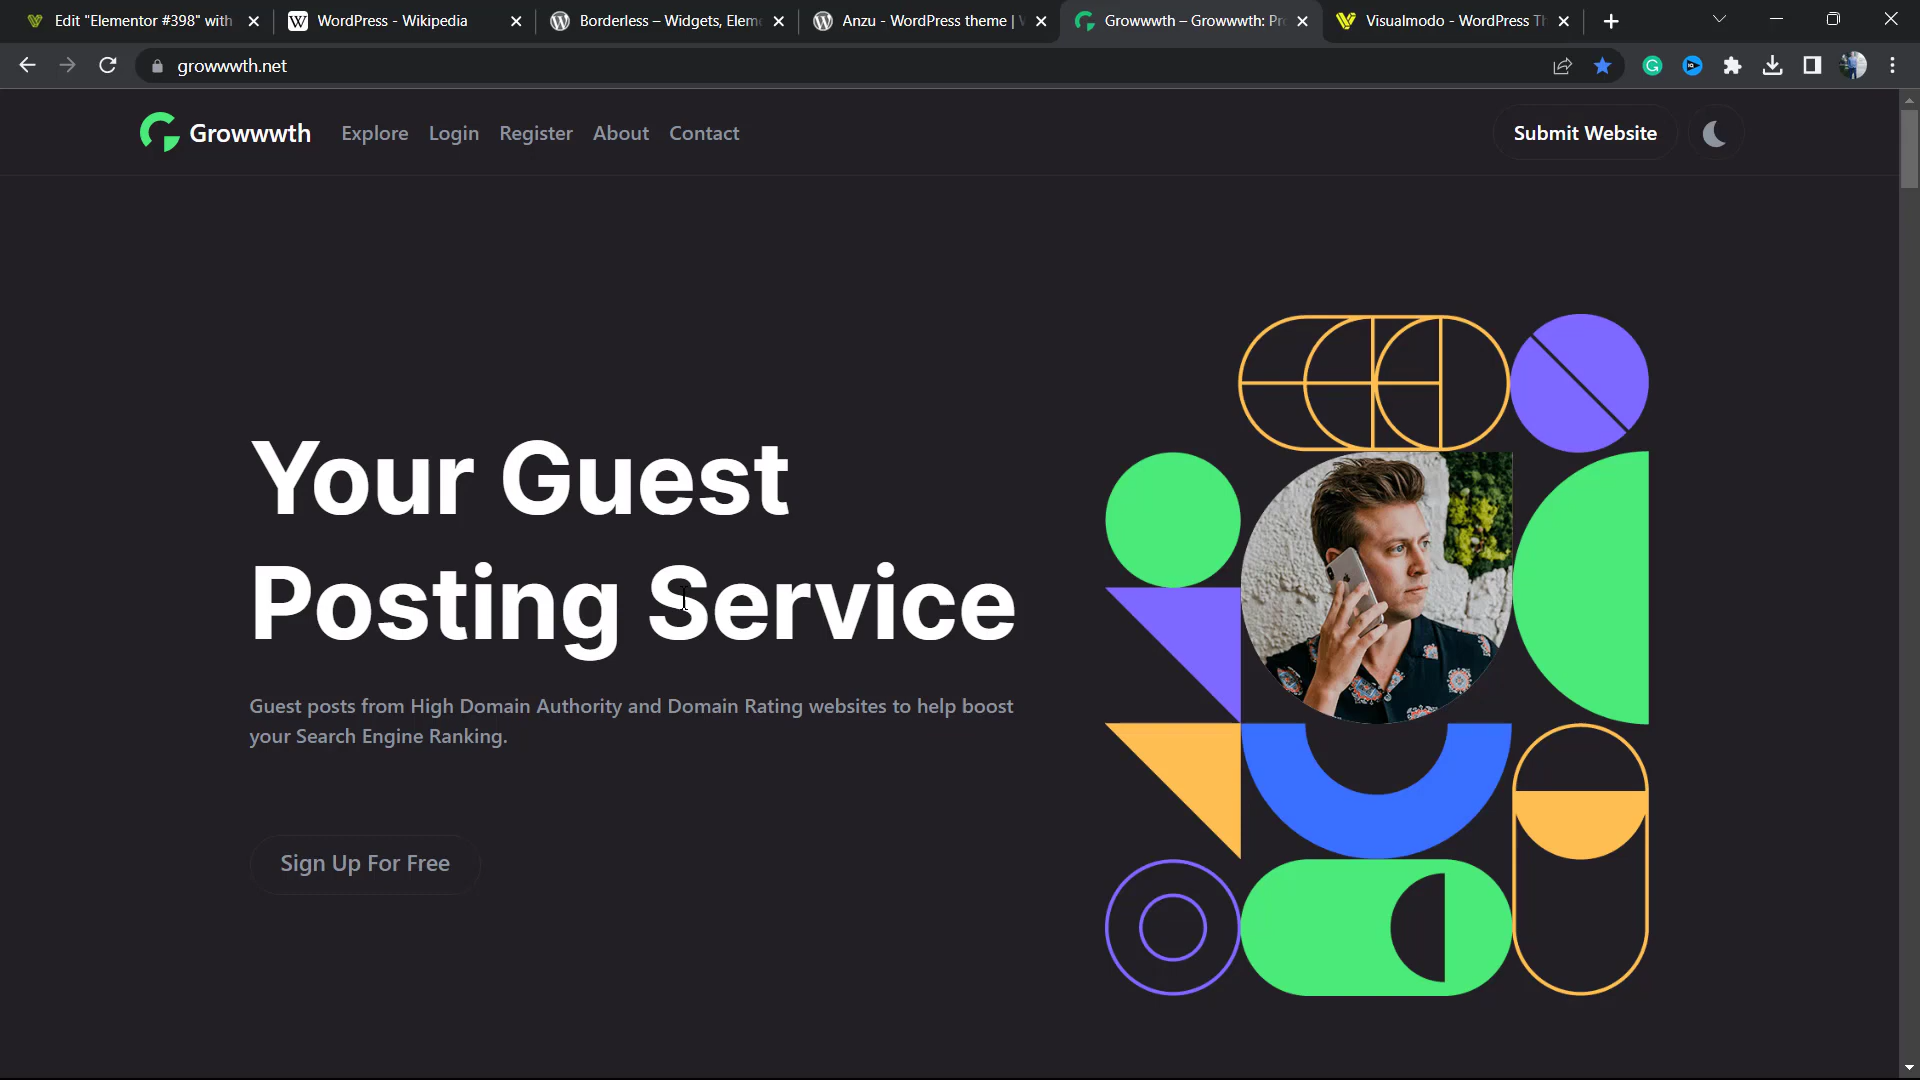 Edit "Elementor #398" with
WordPress - Wikipedia
Borderless – Widgets, Elem
Anzu - WordPress theme |
Growwwth – Growwwth: Pr
Visualmodo - WordPress Th
growwwth.net
Growwwth
Explore
Login
Register
About
Contact
Submit Website
Your Guest
Posting Service
Guest posts from High Domain Authority and Domain Rating websites to help boost
your Search Engine Ranking.
Sign Up For Free